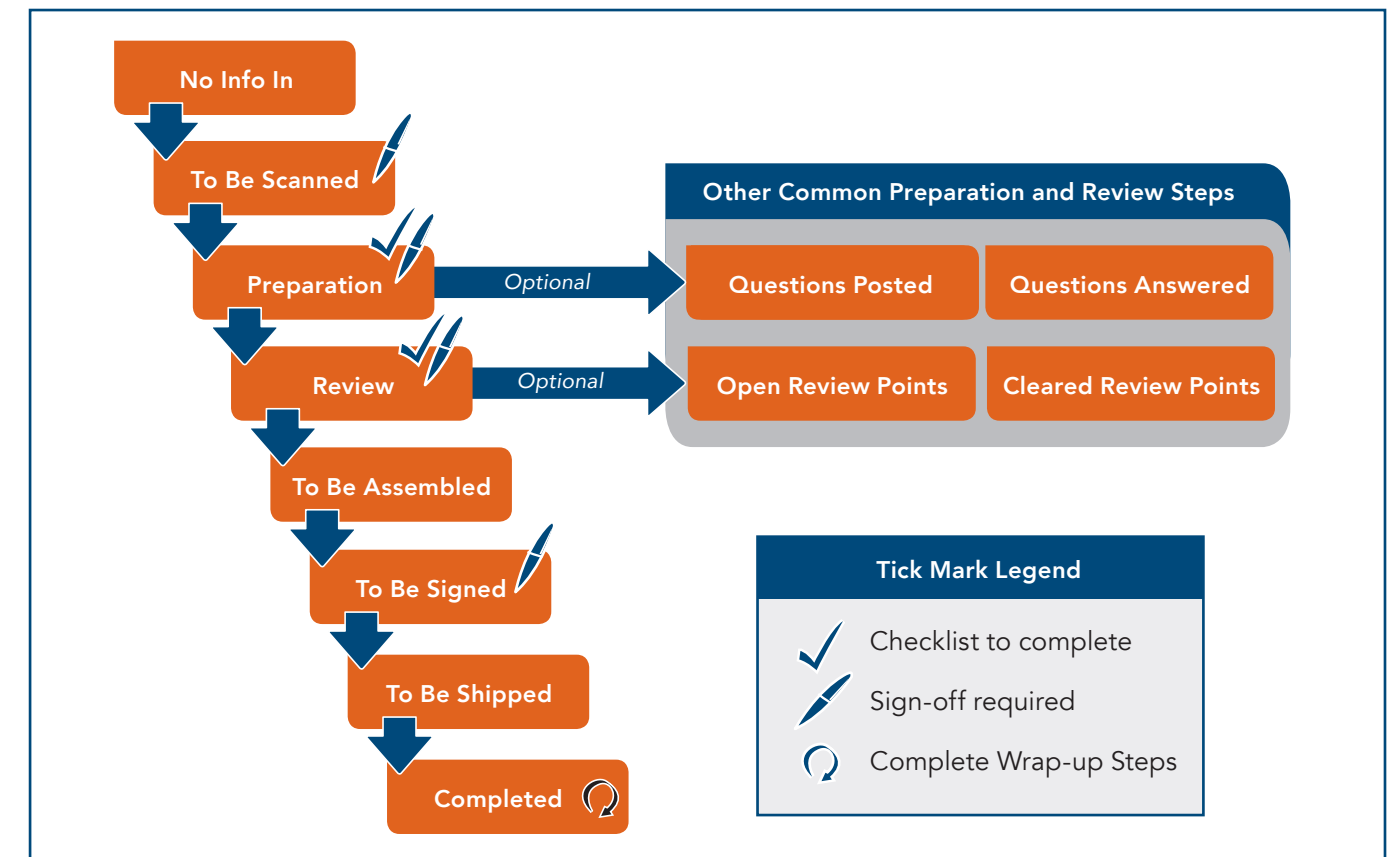 No Info In
To Be Scanned
Other Common Preparation and Review Steps
Preparation
Optional
Questions Posted
Questions Answered
Review
Optional
Open Review Points
Cleared Review Points
To Be Assembled
To Be Signed
To Be Shipped
Completed
Tick Mark Legend
Checklist to complete
Sign-off required
Complete Wrap-up Steps